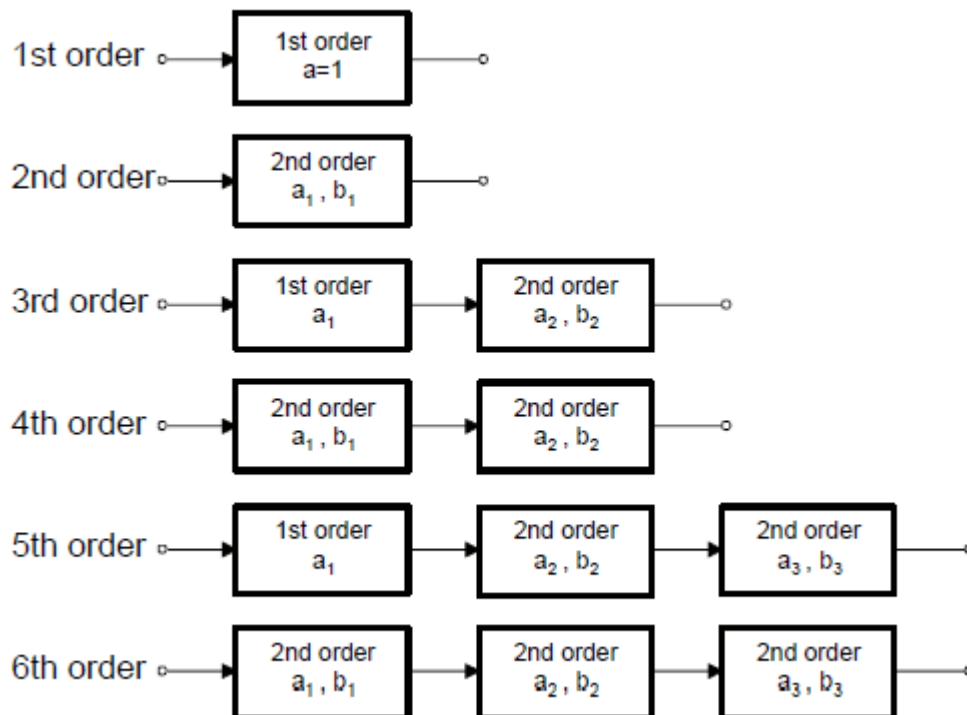 1st order
1st order
a=1
2nd order
2nd order
a₁ , b₁
3rd order
1st order
a₁
2nd order
a₂ , b₂
4th order
2nd order
a₁ , b₁
2nd order
a₂ , b₂
5th order
1st order
a₁
2nd order
a₂ , b₂
2nd order
a₃ , b₃
6th order
2nd order
a₁ , b₁
2nd order
a₂ , b₂
2nd order
a₃ , b₃